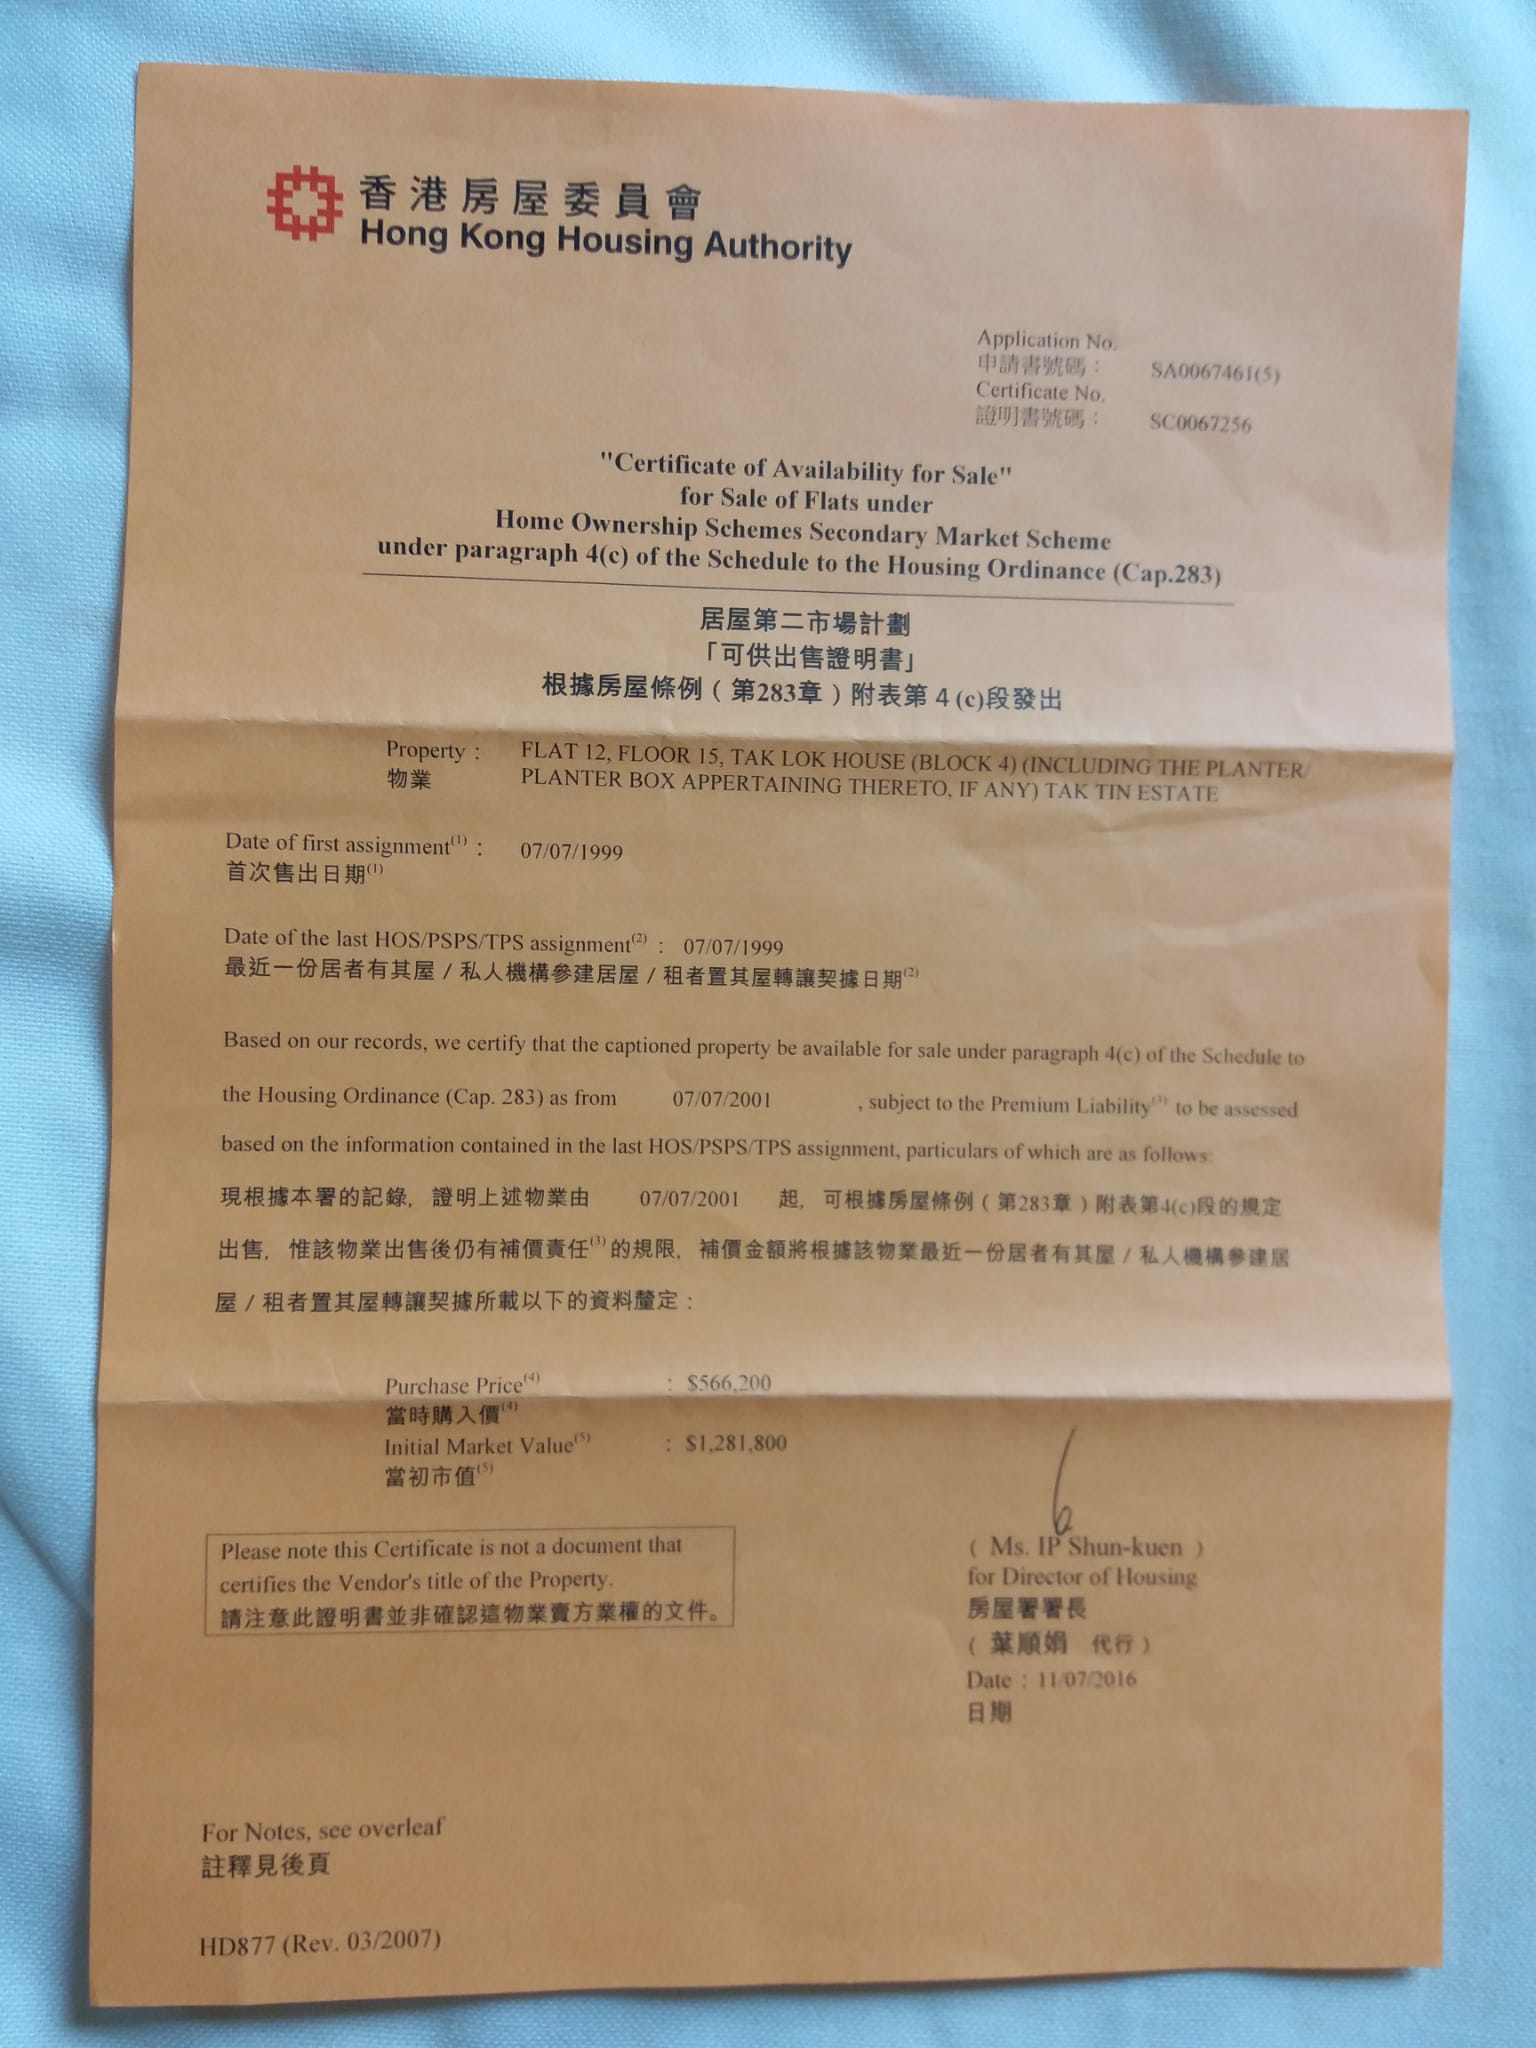 香港房屋委員會
Hong Kong Housing Authority
Application No.
申請書號碼： SA0067461(5)
Certificate No.
證明書號碼： SC0067256
"Certificate of Availability for Sale"
for Sale of Flats under
Home Ownership Schemes Secondary Market Scheme
under paragraph 4(c) of the Schedule to the Housing Ordinance (Cap.283)
居屋第二市場計劃
「可供出售證明書」
根據房屋條例（第283章）附表第 4 (c)段發出
Property : FLAT 12, FLOOR 15, TAK LOK HOUSE (BLOCK 4) (INCLUDING THE PLANTER/
物業 PLANTER BOX APPERTAINING THERETO, IF ANY) TAK TIN ESTATE
Date of first assignment(1) : 07/07/1999
首次售出日期(1)
Date of the last HOS/PSPS/TPS assignment(2) : 07/07/1999
最近一份居者有其屋 / 私人機構參建居屋 / 租者置其屋轉讓契據日期(2)
Based on our records, we certify that the captioned property be available for sale under paragraph 4(c) of the Schedule to
the Housing Ordinance (Cap. 283) as from 07/07/2001 , subject to the Premium Liability(3) to be assessed
based on the information contained in the last HOS/PSPS/TPS assignment, particulars of which are as follows:
現根據本署的記錄，證明上述物業由 07/07/2001 起，可根據房屋條例（第283章）附表第4(c)段的規定
出售，惟該物業出售後仍有補價責任(3) 的規限，補價金額將根據該物業最近一份居者有其屋 / 私人機構參建居
屋 / 租者置其屋轉讓契據所載以下的資料釐定：
Purchase Price(4) : $566,200
當時購入價(4)
Initial Market Value(5) : $1,281,800
當初市值(5)
Please note this Certificate is not a document that
certifies the Vendor's title of the Property.
請注意此證明書並非確認這物業賣方業權的文件。
( Ms. IP Shun-kuen )
for Director of Housing
房屋署署長
( 葉順娟 代行 )
Date : 11/07/2016
日期
For Notes, see overleaf
註釋見後頁
HD877 (Rev. 03/2007)